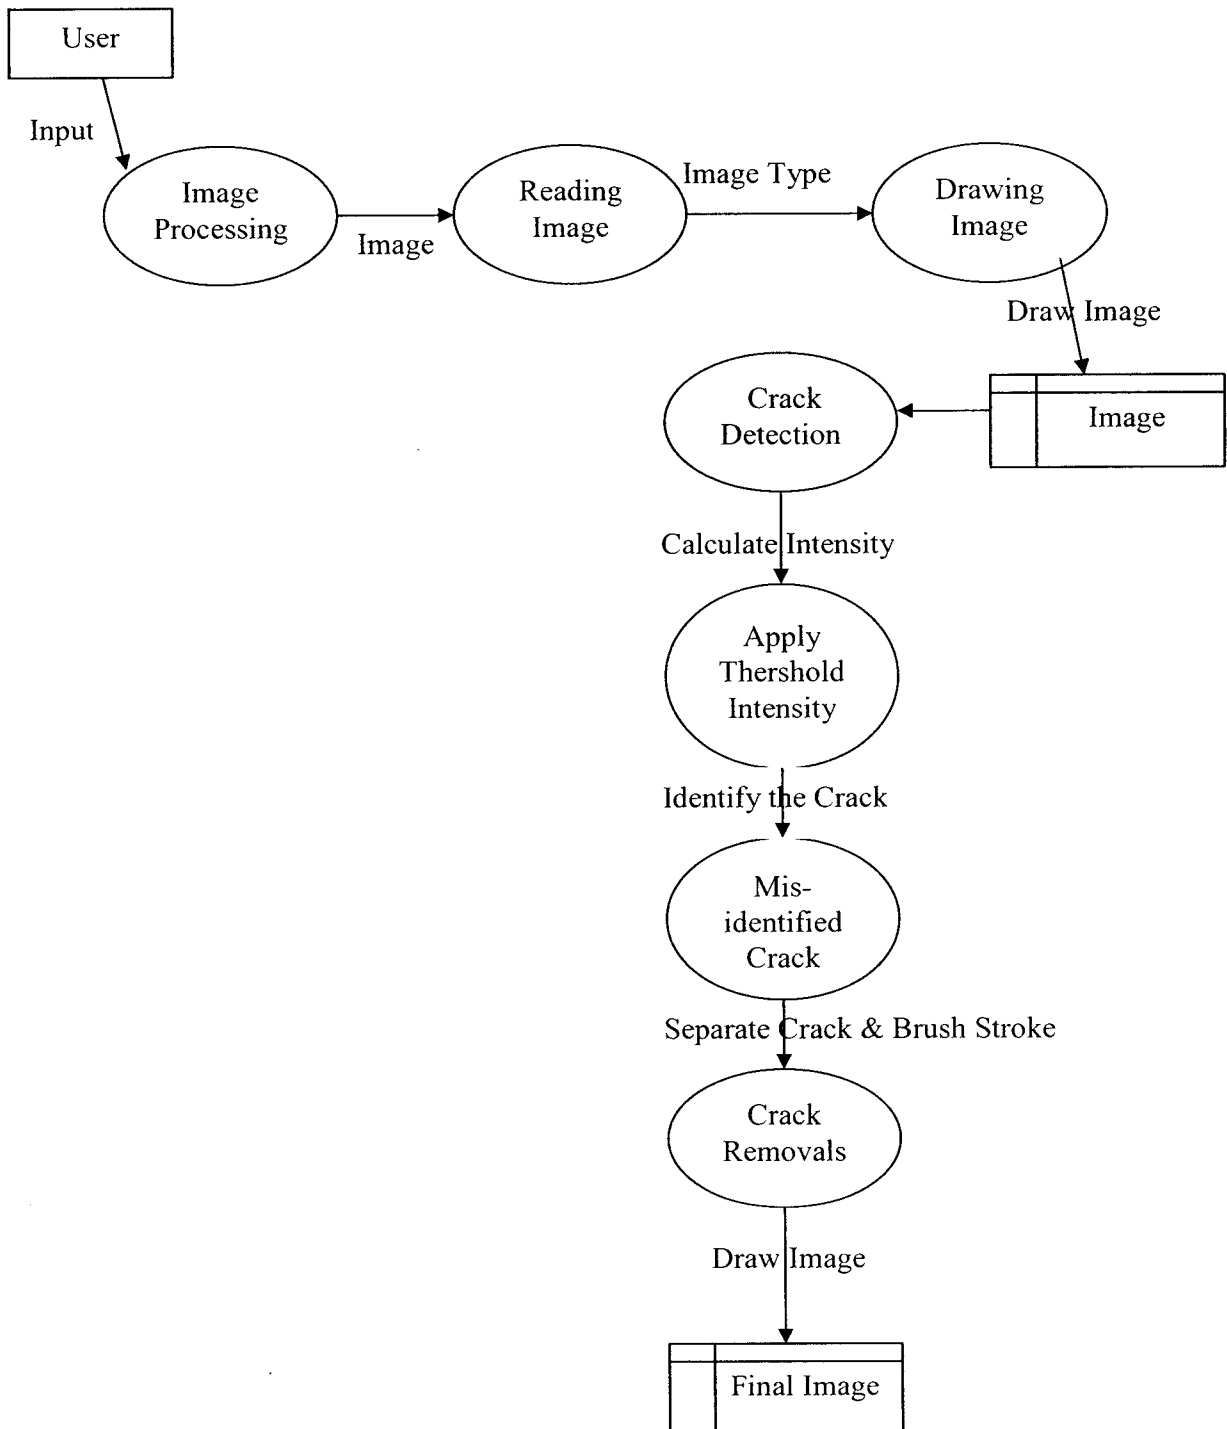 User
Input
Image
Processing
Image
Reading
Image
Image Type
Drawing
Image
Draw Image
Image
Crack
Detection
Calculate Intensity
Apply
Thershold
Intensity
Identify the Crack
Mis-
identified
Crack
Separate Crack & Brush Stroke
Crack
Removals
Draw Image
Final Image